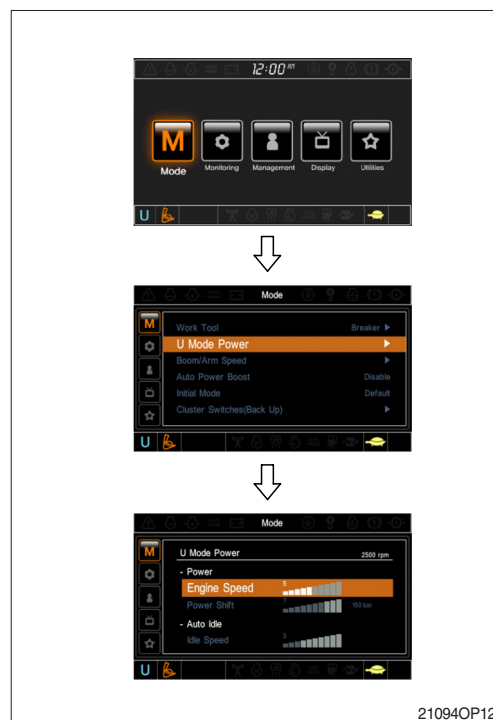 12:00 AM
M
Mode
Monitoring
Management
Display
Utilities
U
Mode
M
Work Tool Breaker
U Mode Power
Boom/Arm Speed
Auto Power Boost Disable
Initial Mode Default
Cluster Switches(Back Up)
U
Mode
M
U Mode Power 2500 rpm
- Power
Engine Speed 5
Power Shift 7 150 bar
- Auto Idle
Idle Speed 3
U
21094OP12